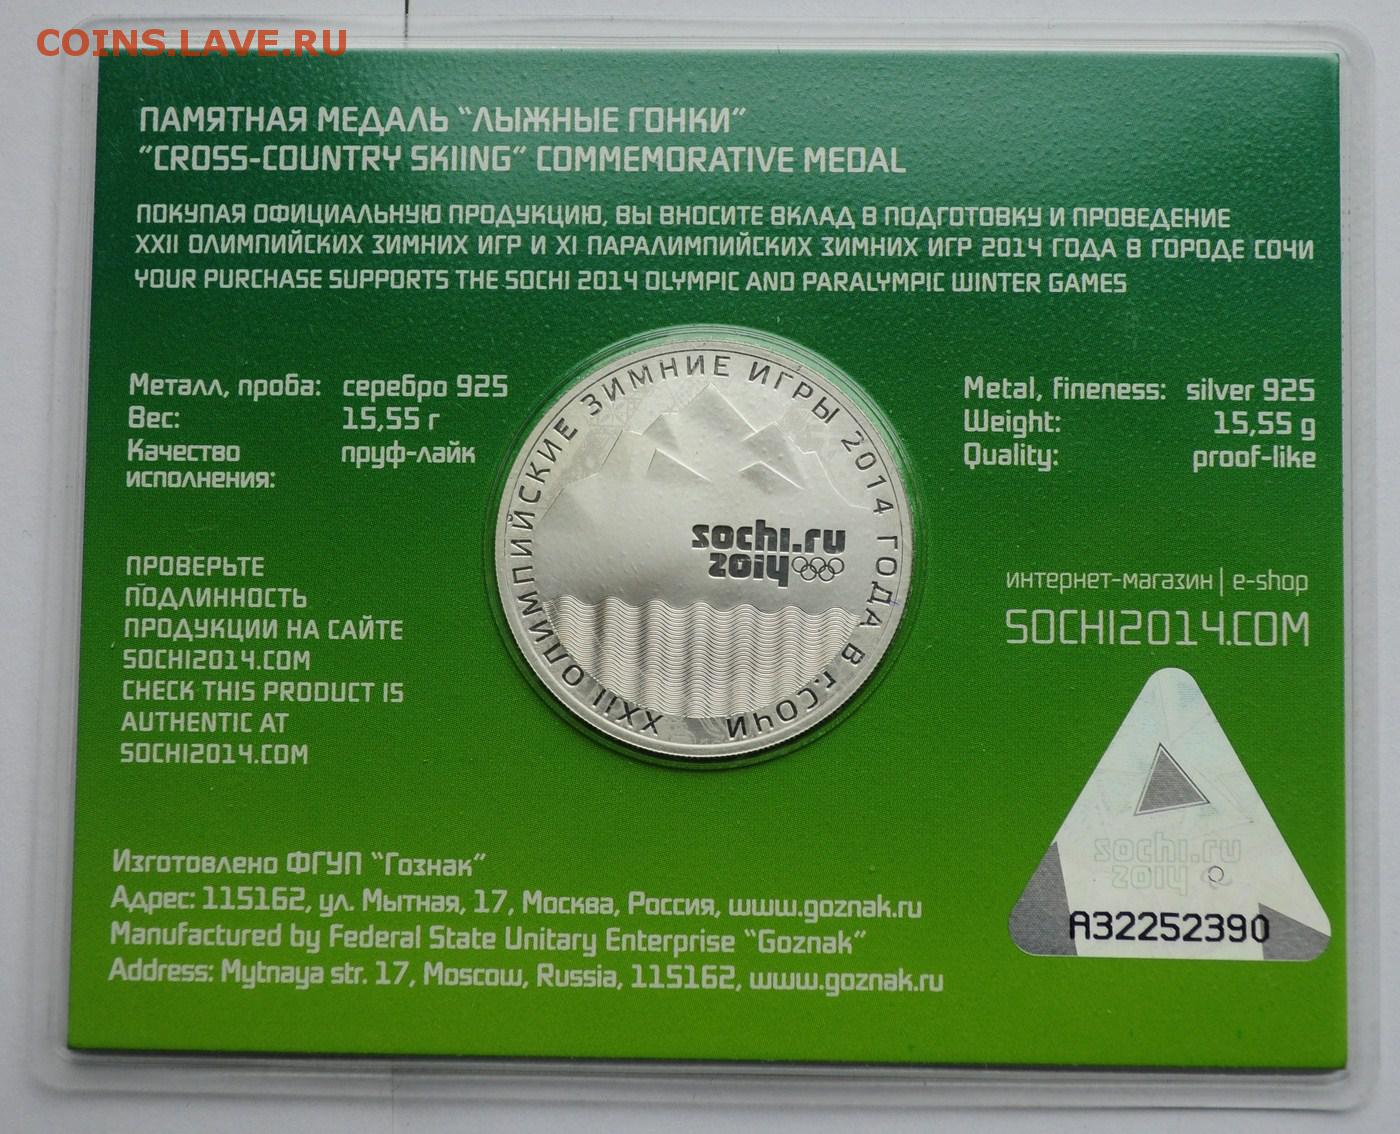 COINS.LAVE.RU
ПАМЯТНАЯ МЕДАЛЬ "ЛЫЖНЫЕ ГОНКИ"
"CROSS-COUNTRY SKIING" COMMEMORATIVE MEDAL
ПОКУПАЯ ОФИЦИАЛЬНУЮ ПРОДУКЦИЮ, ВЫ ВНОСИТЕ ВКЛАД В ПОДГОТОВКУ И ПРОВЕДЕНИЕ
XXII ОЛИМПИЙСКИХ ЗИМНИХ ИГР И XI ПАРАЛИМПИЙСКИХ ЗИМНИХ ИГР 2014 ГОДА В ГОРОДЕ СОЧИ
YOUR PURCHASE SUPPORTS THE SOCHI 2014 OLYMPIC AND PARALYMPIC WINTER GAMES
Металл, проба: серебро 925
Вес: 15,55 г
Качество пруф-лайк
исполнения:
Metal, fineness: silver 925
Weight: 15,55 g
Quality: proof-like
XXII ОЛИМПИЙСКИЕ ЗИМНИЕ ИГРЫ 2014 ГОДА В г.СОЧИ
sochi.ru
2014
ПРОВЕРЬТЕ
ПОДЛИННОСТЬ
ПРОДУКЦИИ НА САЙТЕ
SOCHI2014.COM
CHECK THIS PRODUCT IS
AUTHENTIC AT
SOCHI2014.COM
интернет-магазин | e-shop
SOCHI2014.COM
sochi.ru
2014
A32252390
Изготовлено ФГУП "Гознак"
Адрес: 115162, ул. Мытная, 17, Москва, Россия, www.goznak.ru
Manufactured by Federal State Unitary Enterprise "Goznak"
Address: Mytnaya str. 17, Moscow, Russia, 115162, www.goznak.ru